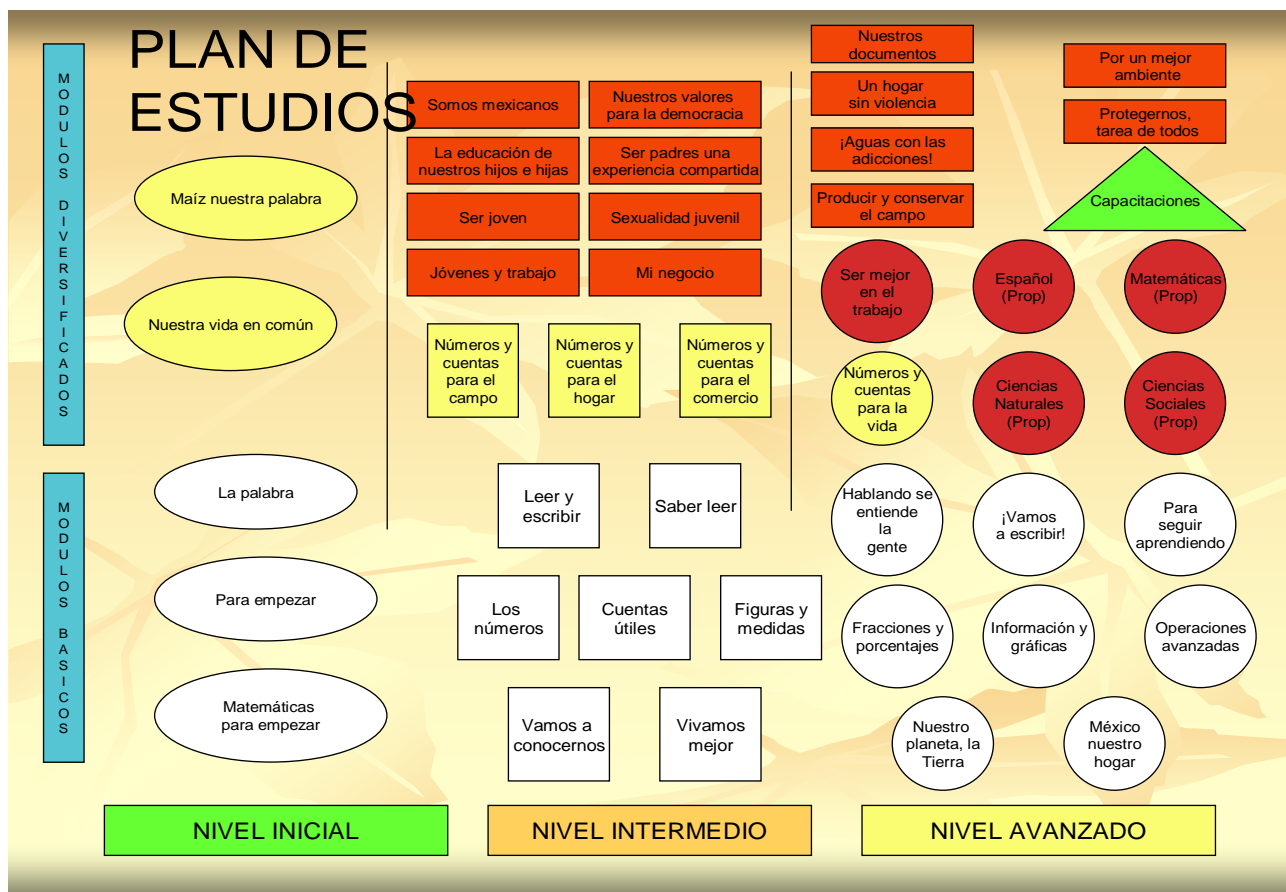 PLAN DE
ESTUDIOS
MODULOS DIVERSIFICADOS
Maíz nuestra palabra
Nuestra vida en común
Somos mexicanos
Nuestros valores
para la democracia
La educación de
nuestros hijos e hijas
Ser padres una
experiencia compartida
Ser joven
Sexualidad juvenil
Jóvenes y trabajo
Mi negocio
Números y
cuentas
para el
campo
Números y
cuentas
para el
hogar
Números y
cuentas
para el
comercio
Nuestros
documentos
Un hogar
sin violencia
¡Aguas con las
adicciones!
Producir y conservar
el campo
Por un mejor
ambiente
Protegernos,
tarea de todos
Capacitaciones
Ser mejor
en el
trabajo
Español
(Prop)
Matemáticas
(Prop)
Números y
cuentas
para la
vida
Ciencias
Naturales
(Prop)
Ciencias
Sociales
(Prop)
MODULOS BASICOS
La palabra
Para empezar
Matemáticas
para empezar
Leer y
escribir
Saber leer
Los
números
Cuentas
útiles
Figuras y
medidas
Vamos a
conocernos
Vivamos
mejor
Hablando se
entiende
la
gente
¡Vamos
a escribir!
Para
seguir
aprendiendo
Fracciones y
porcentajes
Información y
gráficas
Operaciones
avanzadas
Nuestro
planeta, la
Tierra
México
nuestro
hogar
NIVEL INICIAL
NIVEL INTERMEDIO
NIVEL AVANZADO